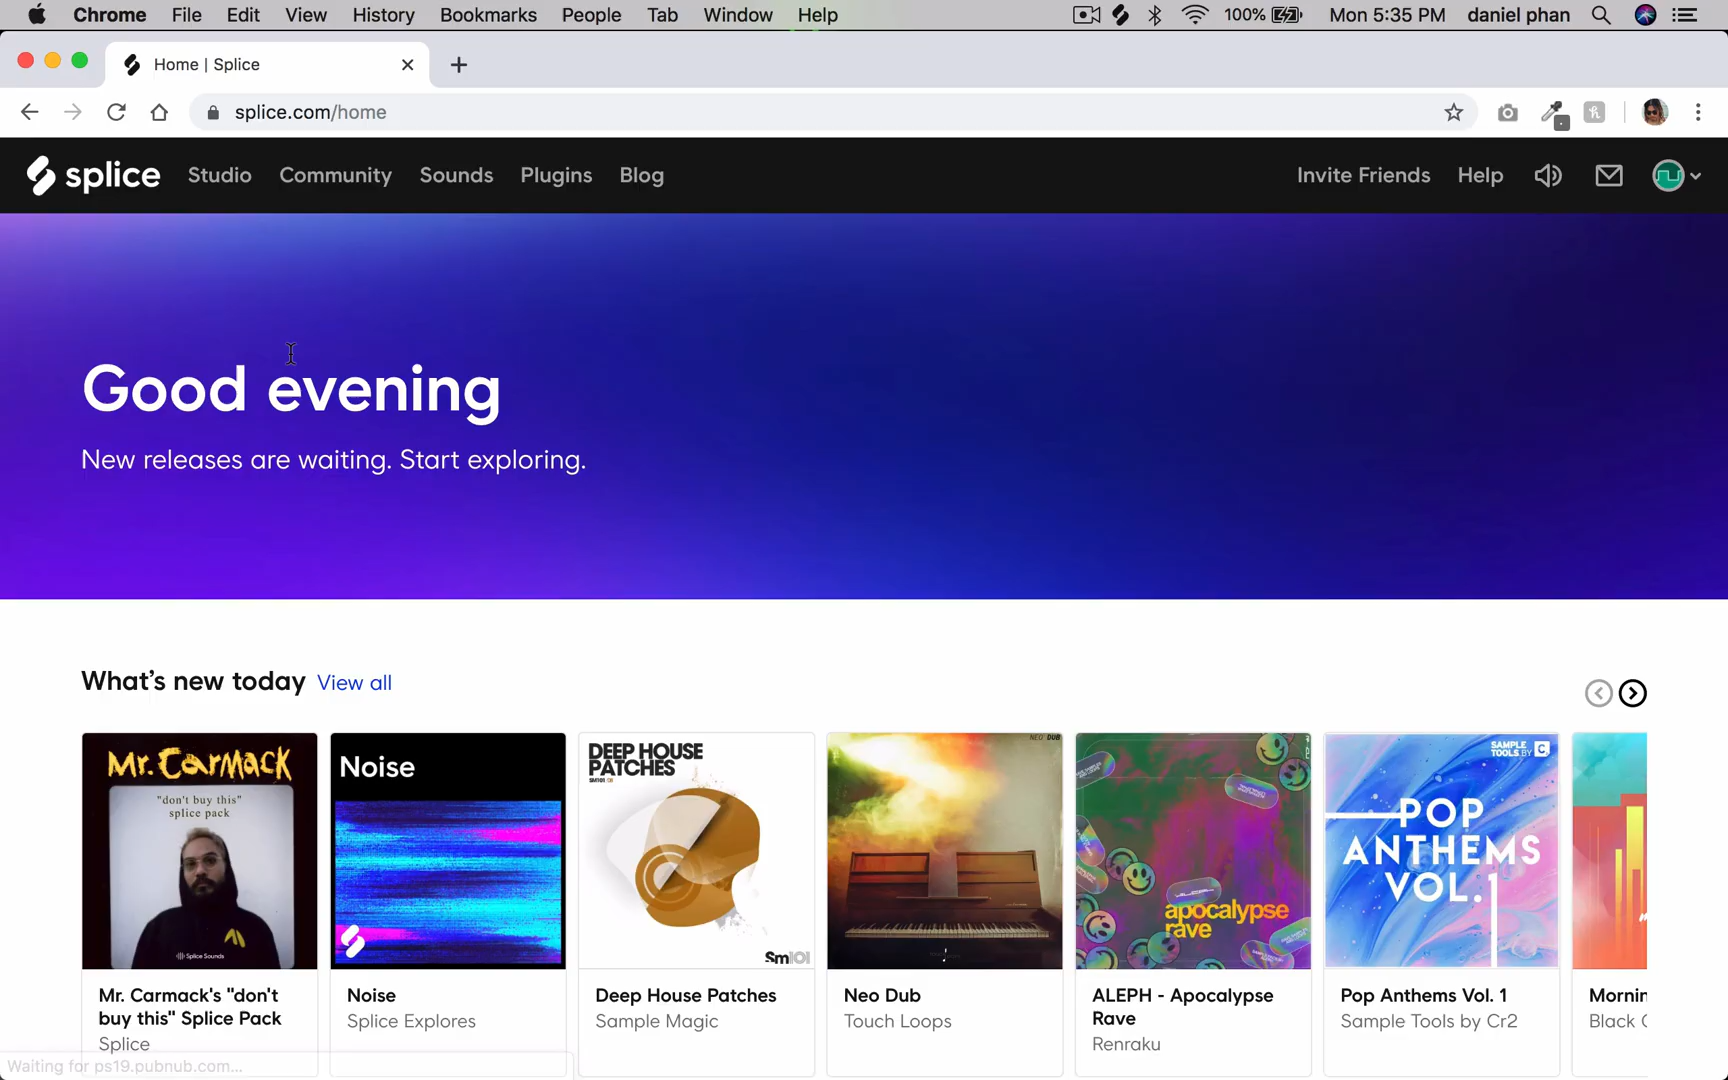 Chrome File Edit View History Bookmarks People Tab Window Help 100% Mon 5:35 PM daniel phan
Home | Splice
splice.com/home
splice Studio Community Sounds Plugins Blog Invite Friends Help
Good evening
New releases are waiting. Start exploring.
What's new today View all
Mr. Carmack
"don't buy this"
splice pack
Splice Sounds
Noise
DEEP HOUSE
PATCHES
Sm101
NEO DUB
apocalypse
rave
SAMPLE
TOOLS BY C
POP
ANTHEMS
VOL.1
Mr. Carmack's "don't
buy this" Splice Pack
Splice
Noise
Splice Explores
Deep House Patches
Sample Magic
Neo Dub
Touch Loops
ALEPH - Apocalypse
Rave
Renraku
Pop Anthems Vol. 1
Sample Tools by Cr2
Mornin
Black
Waiting for ps19.pubnub.com...